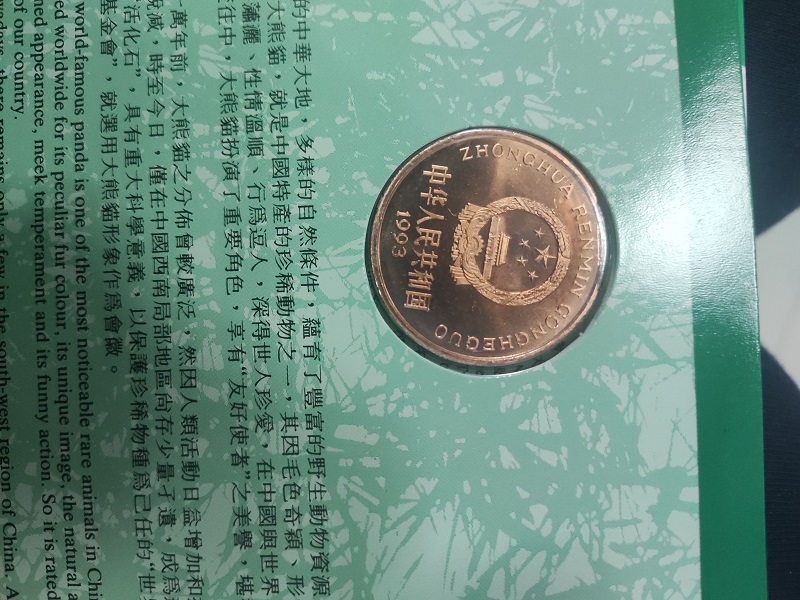 ZHONGHUA RENMIN GONGHEGUO
中华人民共和国
1993
的中華大地，多樣的自然條件，蘊育了豐富的野生動物資源
大熊貓，就是中國特產的珍稀動物之一，其因毛色奇穎、形
瀟灑、性情溫順、行爲逗人，深得世人珍愛、在中國與世界
往中，大熊貓扮演了重要角色，享有“友好使者”之美譽，堪
萬年前，大熊貓之分佈曾較廣泛，然因人類活動日益增加和
減，時至今日，僅在中國西南局部地區尚存少量孑遺，成爲
活化石”，具有重大科學意義，以保護珍稀物種爲己任的“世
基金會”，就選用大熊貓形象作爲會徽。
world-famous panda is one of the most noticeable rare animals in
worldwide for its peculiar fur colour, its unique image, the natural
appearance, meek temperament and its funny action. So it is rated
of our country.
there remains only a few in the south-west region of China. A